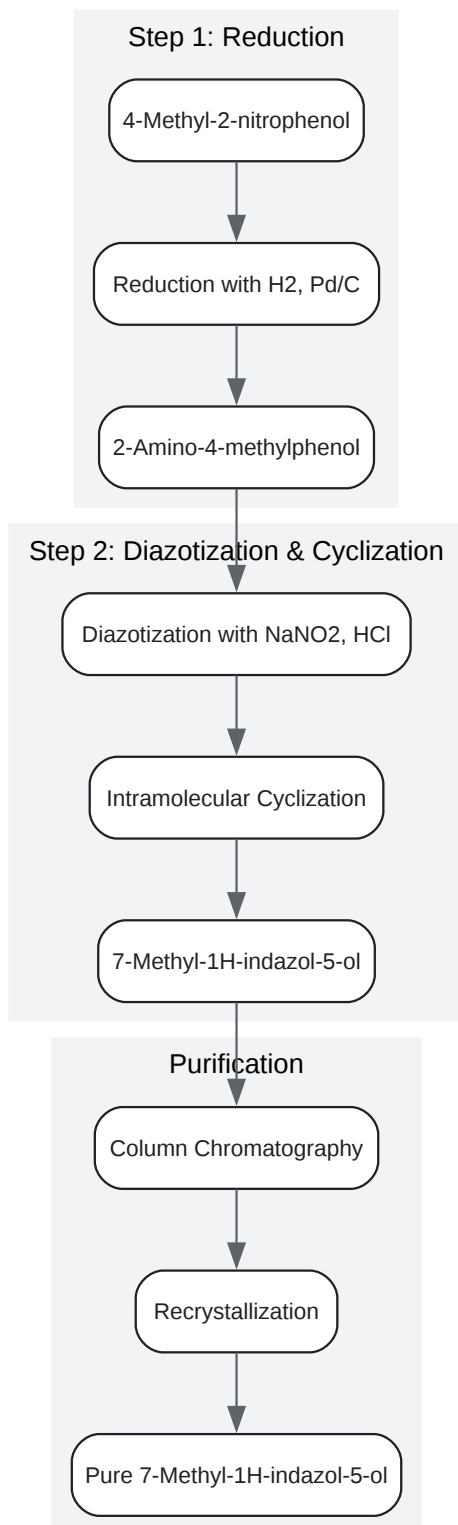 Step 1: Reduction
4-Methyl-2-nitrophenol
Reduction with H2, Pd/C
2-Amino-4-methylphenol
Step 2: Diazotization & Cyclization
Diazotization with NaNO2, HCl
Intramolecular Cyclization
7-Methyl-1H-indazol-5-ol
Purification
Column Chromatography
Recrystallization
Pure 7-Methyl-1H-indazol-5-ol